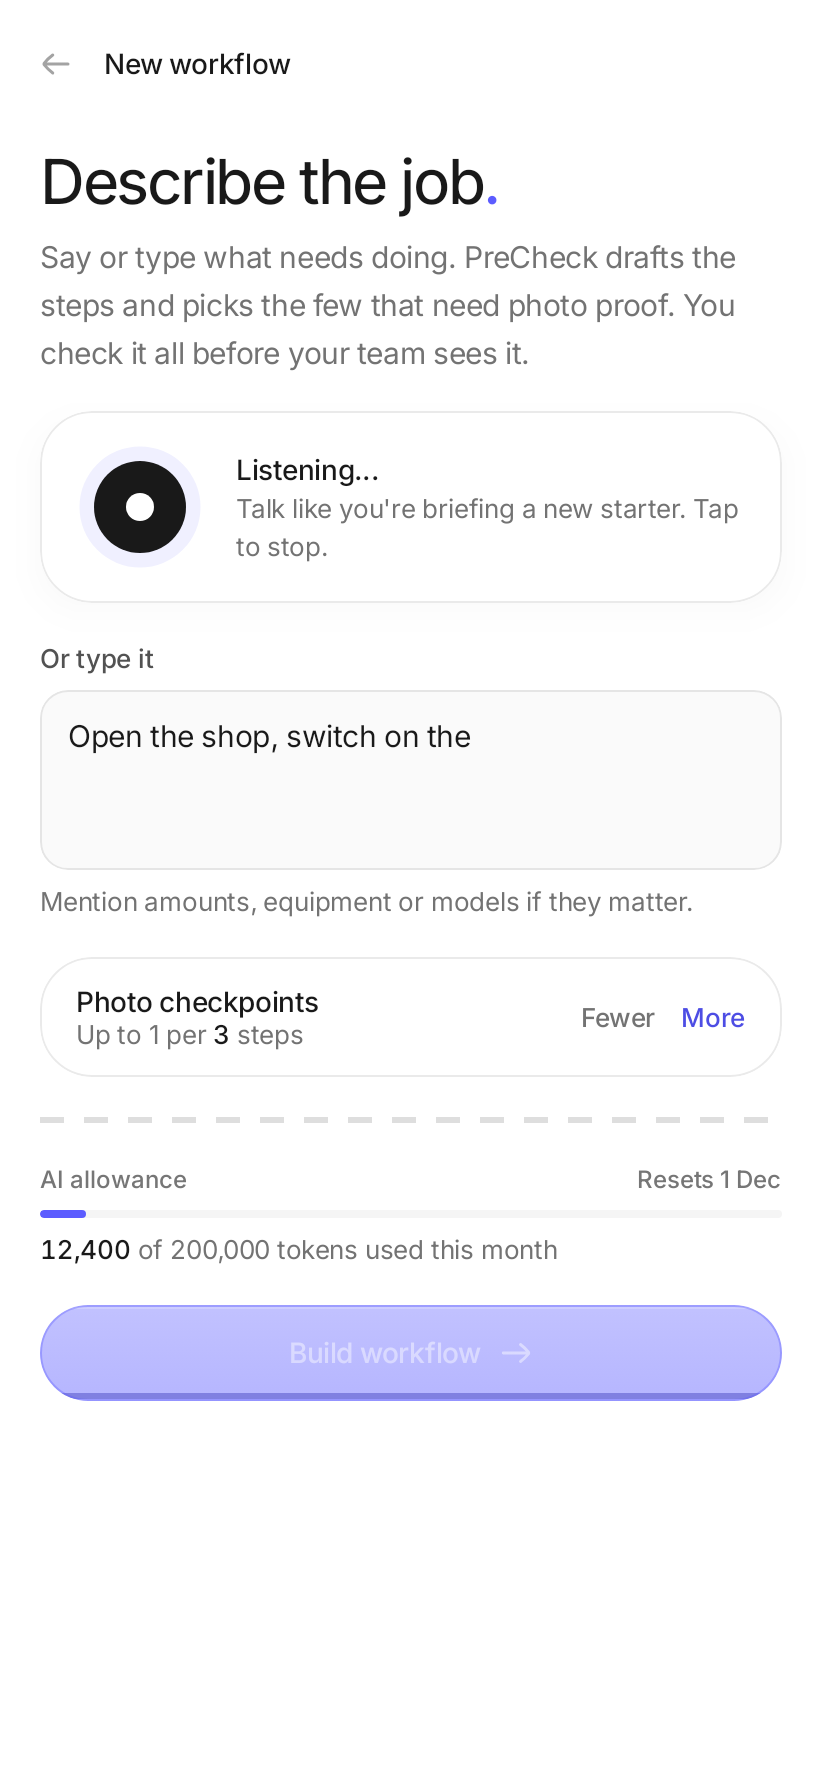 New workflow
Describe the job.
Say or type what needs doing. PreCheck drafts the
steps and picks the few that need photo proof. You
check it all before your team sees it.
Listening...
Talk like you're briefing a new starter. Tap
to stop.
Or type it
Open the shop, switch on the
Mention amounts, equipment or models if they matter.
Photo checkpoints
Up to 1 per 3 steps
Fewer More
AI allowance Resets 1 Dec
12,400 of 200,000 tokens used this month
Build workflow